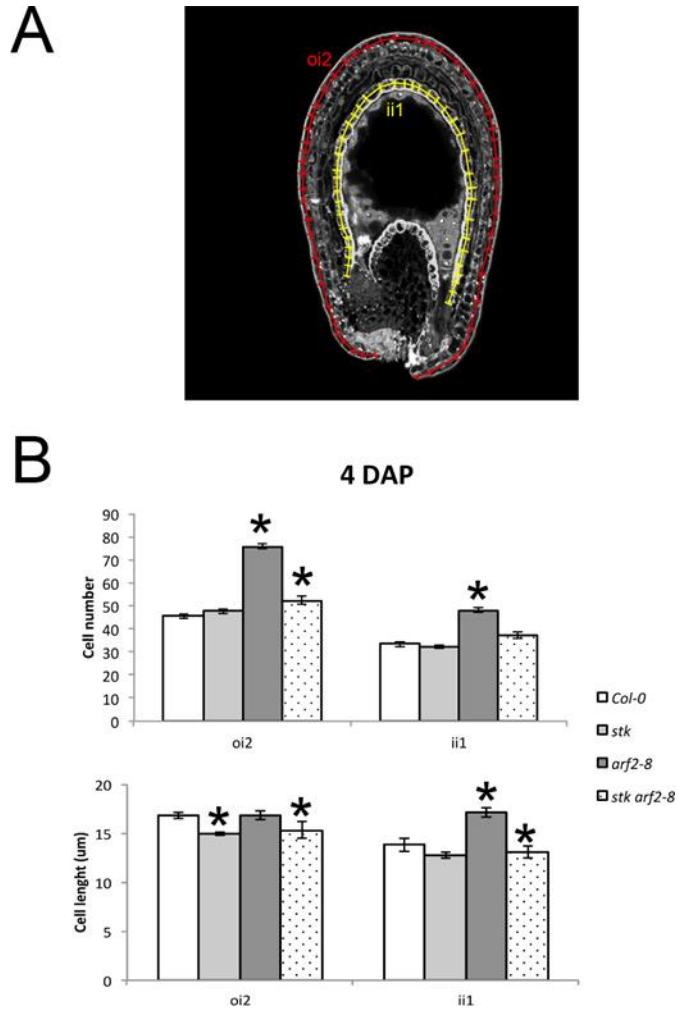 A
oi2
ii1
B
4 DAP
Cell number
90
80
70
60
50
40
30
20
10
0
*
*
*
oi2
ii1
Col-0
stk
arf2-8
stk arf2-8
Cell lenght (um)
20
15
10
5
0
*
*
*
*
oi2
ii1